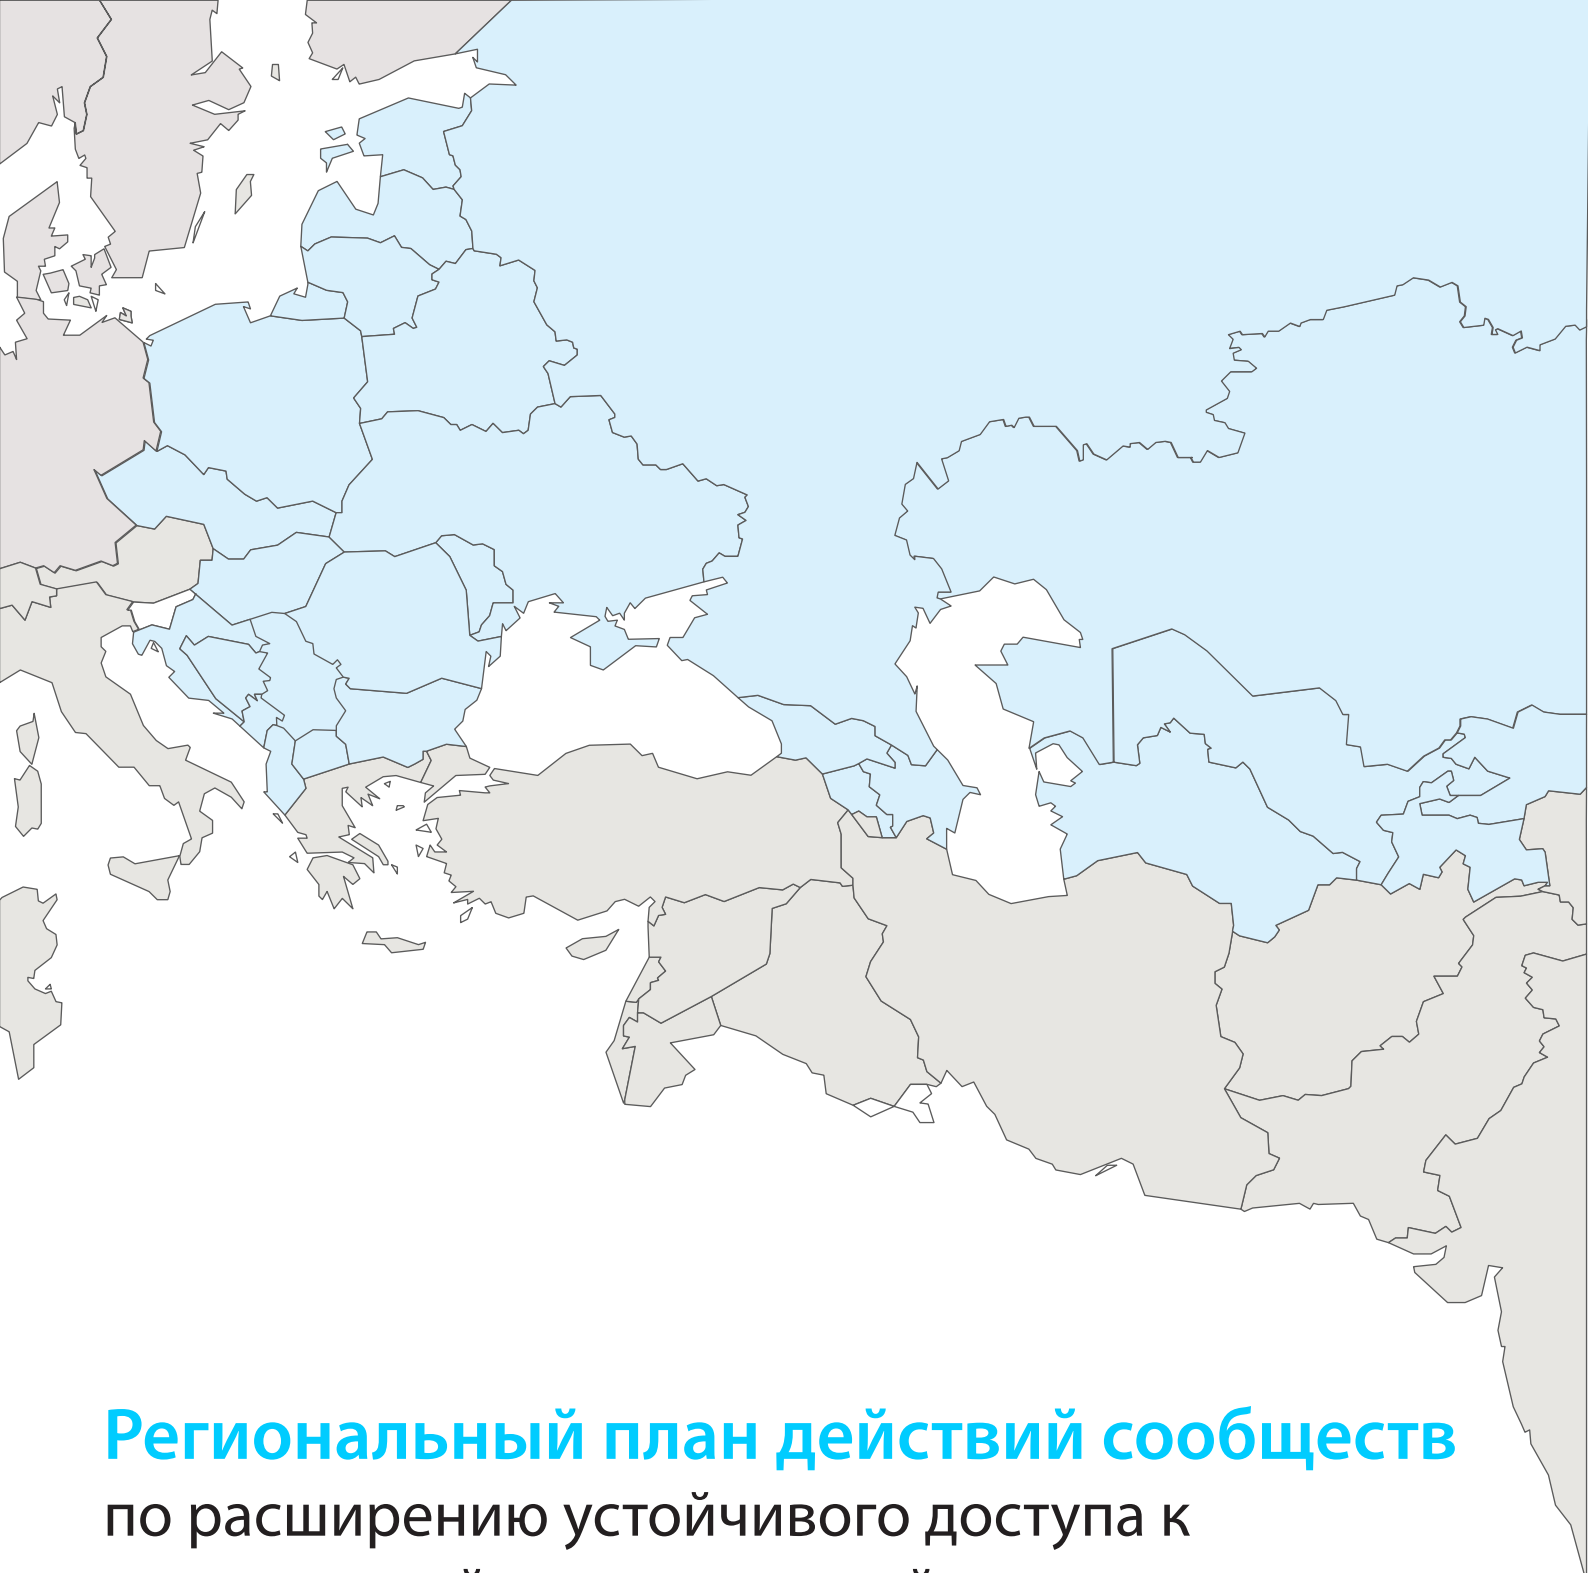 Региональный план действий сообществ
по расширению устойчивого доступа к